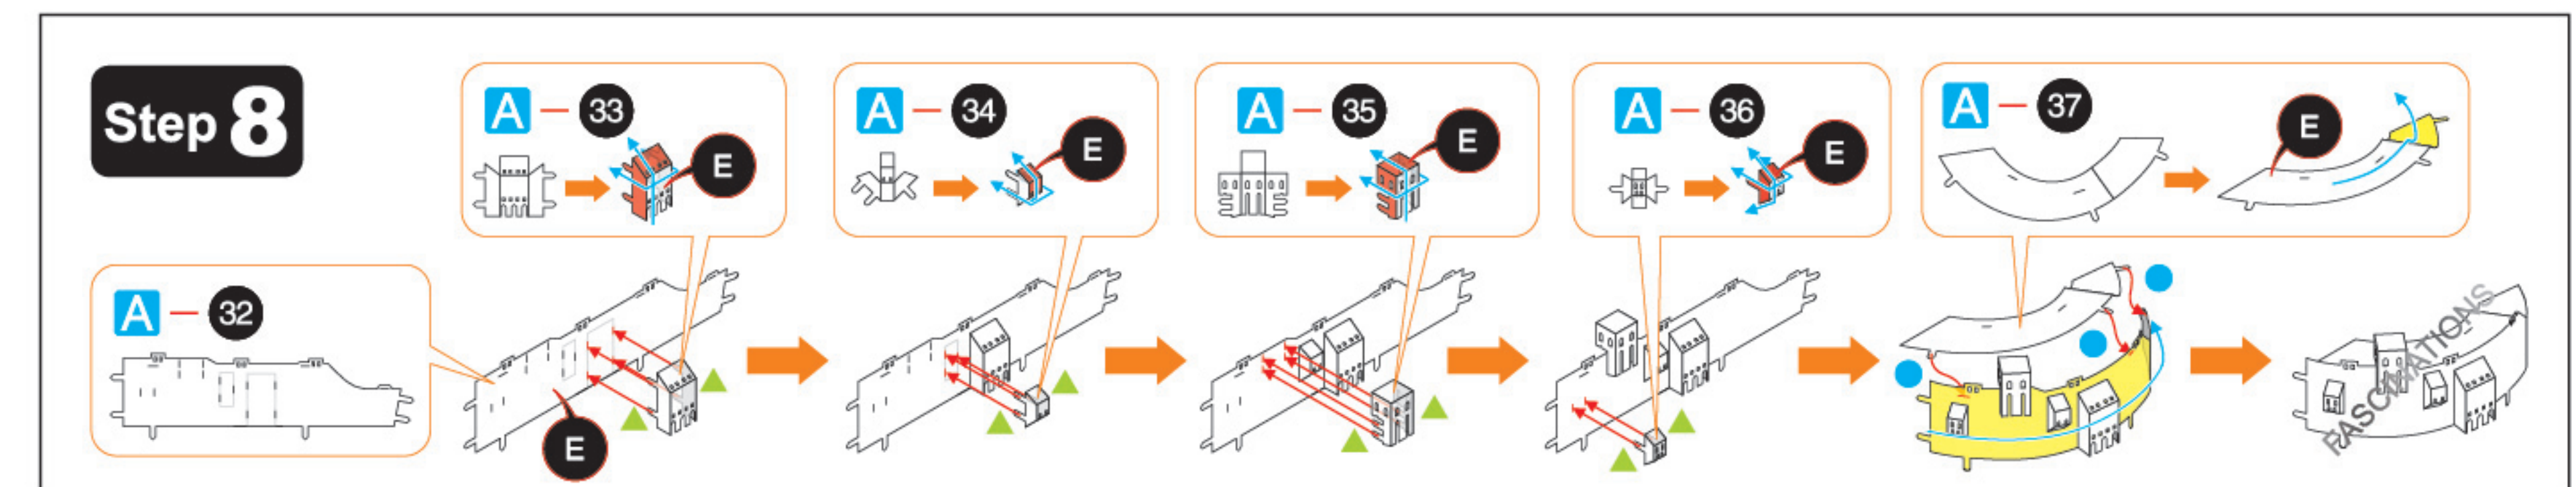 Step 8
A – 33
E
A – 34
E
A – 35
E
A – 36
E
A – 37
E
A – 32
E
FASCINATIONS